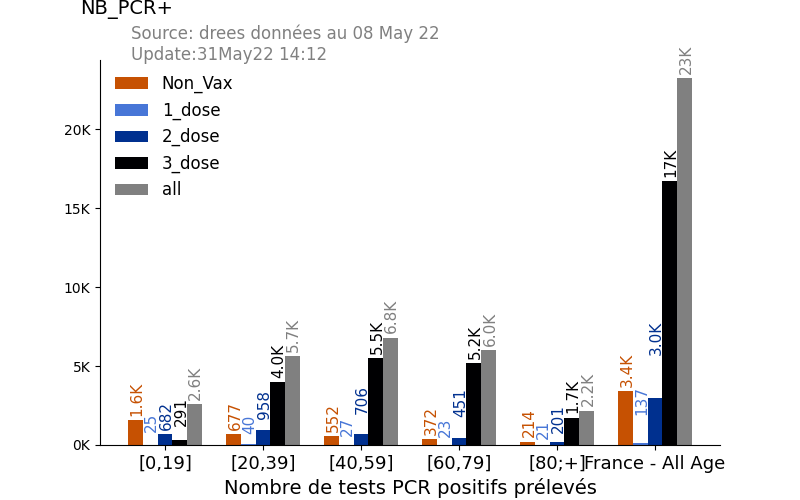 NB_PCR+
Source: drees données au 08 May 22
Update:31May22 14:12
Non_Vax
1_dose
2_dose
3_dose
all
20K
15K
10K
5K
0K
1.6K
25
682
291
2.6K
677
40
958
4.0K
5.7K
552
27
706
5.5K
6.8K
372
23
451
5.2K
6.0K
214
21
201
1.7K
2.2K
3.4K
137
3.0K
17K
23K
[0,19] [20,39] [40,59] [60,79] [80;+] France - All Age
Nombre de tests PCR positifs prélevés